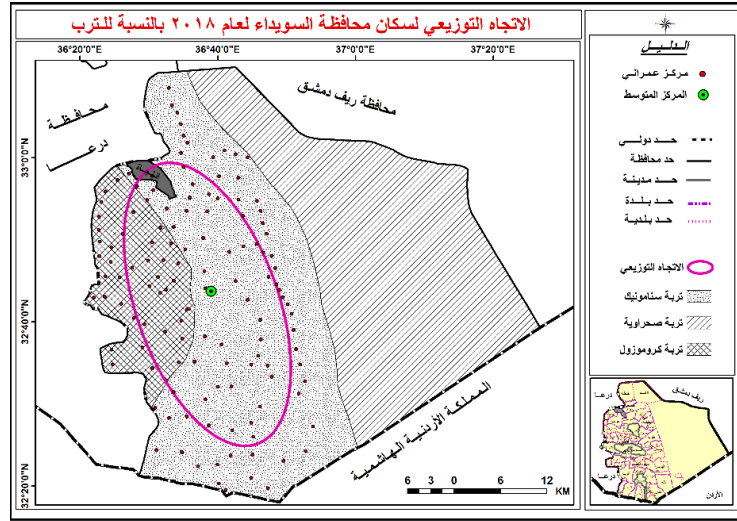 الاتجاه التوزيعي لسكان محافظة السويداء لعام ٢٠١٨ بالنسبة للترب
36°20'0"E
36°40'0"E
37°0'0"E
37°20'0"E
33°0'0"N
32°40'0"N
32°20'0"N
محافظة ريف دمشق
محافظة
درعا
المملكة الأردنية الهاشمية
6 3 0 6 12
KM
الدليل
مركز عمراني
المركز المتوسط
حد دولي
حد محافظة
حد مدينة
حد بلدة
حد بلدية
الاتجاه التوزيعي
تربة سنامونيك
تربة صحراوية
تربة كروموزول
ريف دمشق
درعا
درعا
الأردن